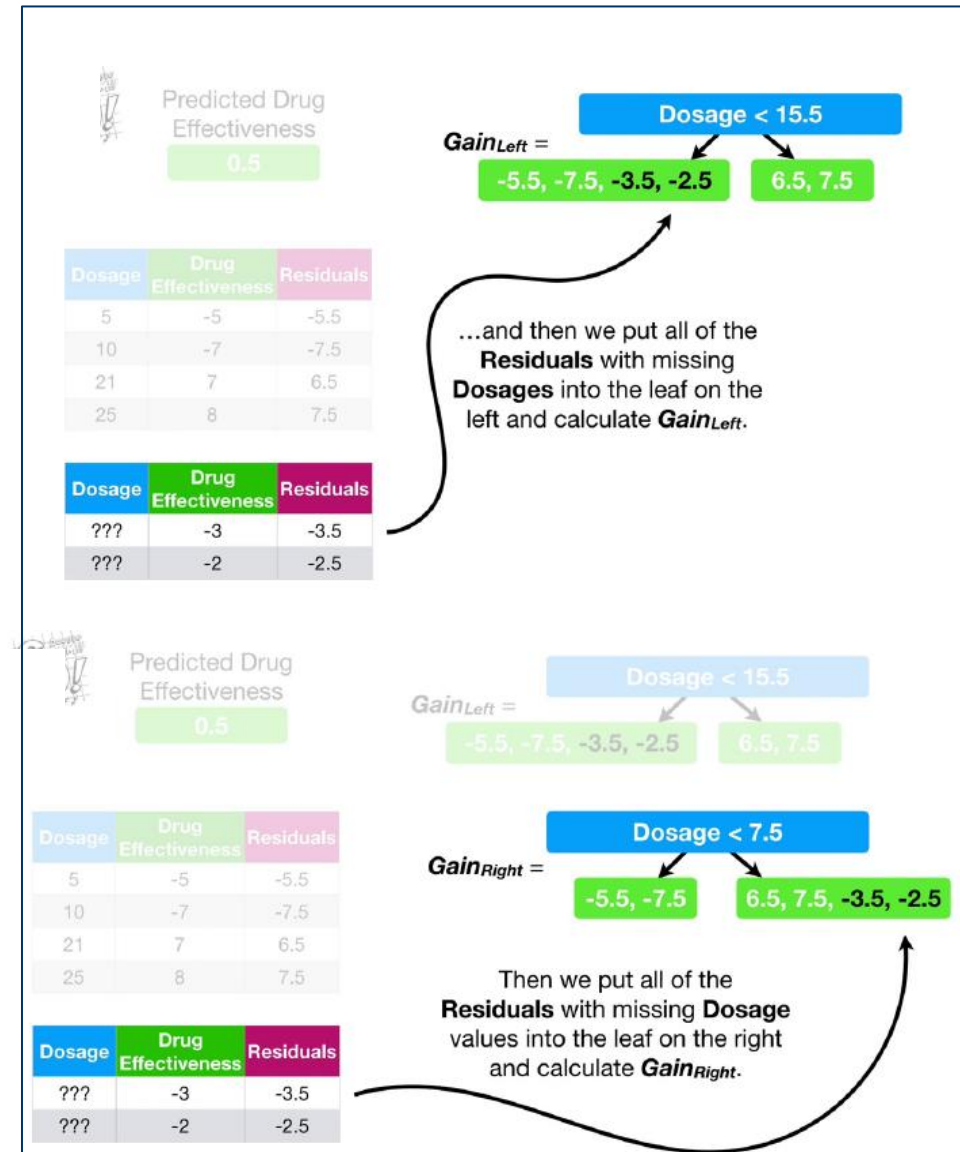 Predicted Drug
Effectiveness
0.5
Dosage < 15.5
GainLeft =
-5.5, -7.5, -3.5, -2.5
6.5, 7.5
Dosage Drug Effectiveness Residuals
5 -5 -5.5
10 -7 -7.5
21 7 6.5
25 8 7.5
...and then we put all of the
Residuals with missing
Dosages into the leaf on the
left and calculate GainLeft.
Dosage Drug Effectiveness Residuals
??? -3 -3.5
??? -2 -2.5
Predicted Drug
Effectiveness
0.5
Dosage < 15.5
GainLeft =
-5.5, -7.5, -3.5, -2.5
6.5, 7.5
Dosage Drug Effectiveness Residuals
5 -5 -5.5
10 -7 -7.5
21 7 6.5
25 8 7.5
Dosage < 7.5
GainRight =
-5.5, -7.5
6.5, 7.5, -3.5, -2.5
Then we put all of the
Residuals with missing Dosage
values into the leaf on the right
and calculate GainRight.
Dosage Drug Effectiveness Residuals
??? -3 -3.5
??? -2 -2.5